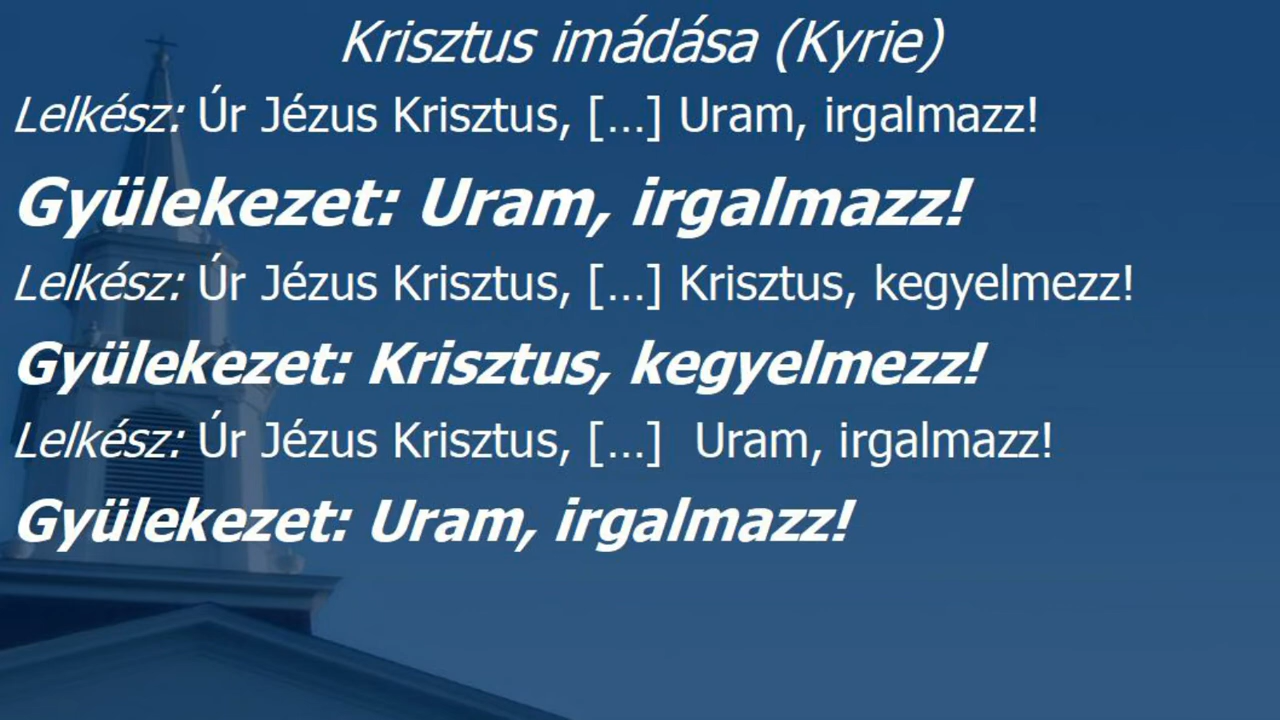 Krisztus imádása (Kyrie)
Lelkész: Úr Jézus Krisztus, […] Uram, irgalmazz!
Gyülekezet: Uram, irgalmazz!
Lelkész: Úr Jézus Krisztus, […] Krisztus, kegyelmezz!
Gyülekezet: Krisztus, kegyelmezz!
Lelkész: Úr Jézus Krisztus, […]  Uram, irgalmazz!
Gyülekezet: Uram, irgalmazz!